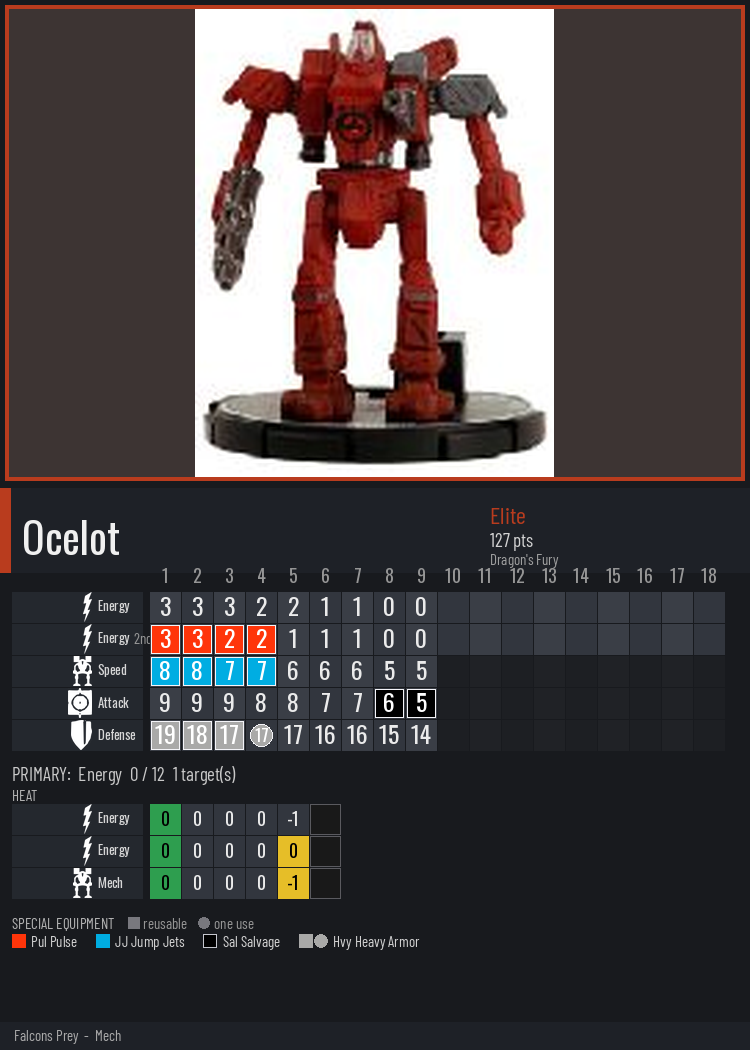 Ocelot
Elite
127 pts
Dragon's Fury
1 2 3 4 5 6 7 8 9 10 11 12 13 14 15 16 17 18
Energy 3 3 3 2 2 1 1 0 0
Energy 2nd 3 3 2 2 1 1 1 0 0
Speed 8 8 7 7 6 6 6 5 5
Attack 9 9 9 8 8 7 7 6 5
Defense 19 18 17 17 17 16 16 15 14
PRIMARY: Energy 0 / 12 1 target(s)
HEAT
Energy 0 0 0 0 -1
Energy 0 0 0 0 0
Mech 0 0 0 0 -1
SPECIAL EQUIPMENT reusable one use
Pul Pulse JJ Jump Jets Sal Salvage Hvy Heavy Armor
Falcons Prey - Mech